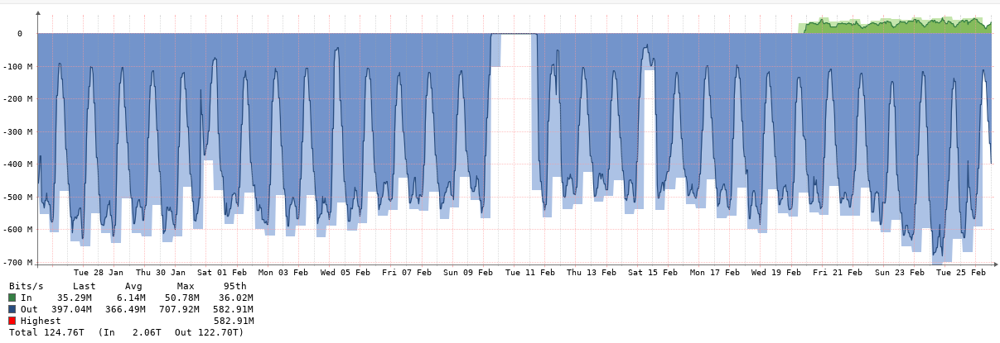 0
-100 M
-200 M
-300 M
-400 M
-500 M
-600 M
-700 M
Tue 28 Jan Thu 30 Jan Sat 01 Feb Mon 03 Feb Wed 05 Feb Fri 07 Feb Sun 09 Feb Tue 11 Feb Thu 13 Feb Sat 15 Feb Mon 17 Feb Wed 19 Feb Fri 21 Feb Sun 23 Feb Tue 25 Feb
Bits/s Last Avg Max 95th
In 35.29M 6.14M 50.78M 36.02M
Out 397.04M 366.49M 707.92M 582.91M
Highest 582.91M
Total 124.76T (In 2.06T Out 122.70T)